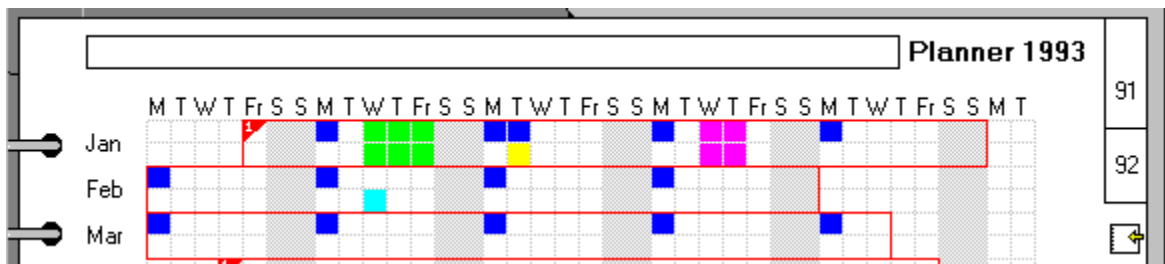 Planner 1993
91
M T W T Fr S S M T W T Fr S S M T W T Fr S S M T W T Fr S S M T W T Fr S S M T
1
Jan
92
Feb
Mar